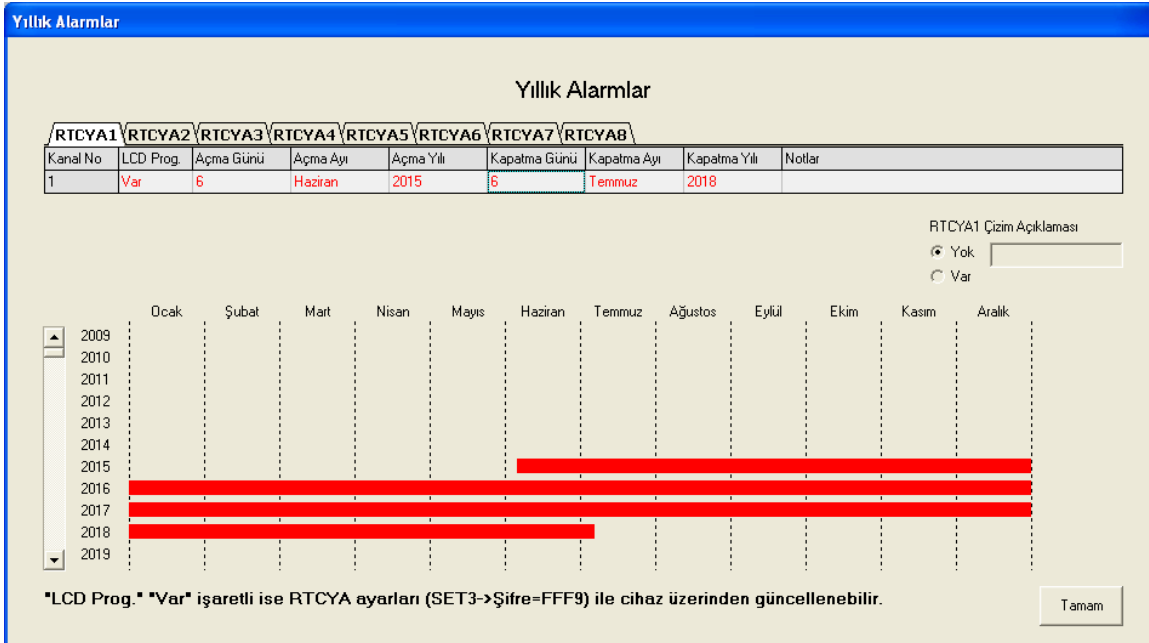 Yıllık Alarmlar
Yıllık Alarmlar
RTCYA1 RTCYA2 RTCYA3 RTCYA4 RTCYA5 RTCYA6 RTCYA7 RTCYA8
Kanal No LCD Prog. Açma Günü Açma Ayı Açma Yılı Kapatma Günü Kapatma Ayı Kapatma Yılı Notlar
1 Var 6 Haziran 2015 6 Temmuz 2018
RTCYA1 Çizim Açıklaması
Yok
Var
Ocak Şubat Mart Nisan Mayıs Haziran Temmuz Ağustos Eylül Ekim Kasım Aralık
2009
2010
2011
2012
2013
2014
2015
2016
2017
2018
2019
"LCD Prog." "Var" işaretli ise RTCYA ayarları (SET3->Şifre=FFF9) ile cihaz üzerinden güncellenebilir.
Tamam